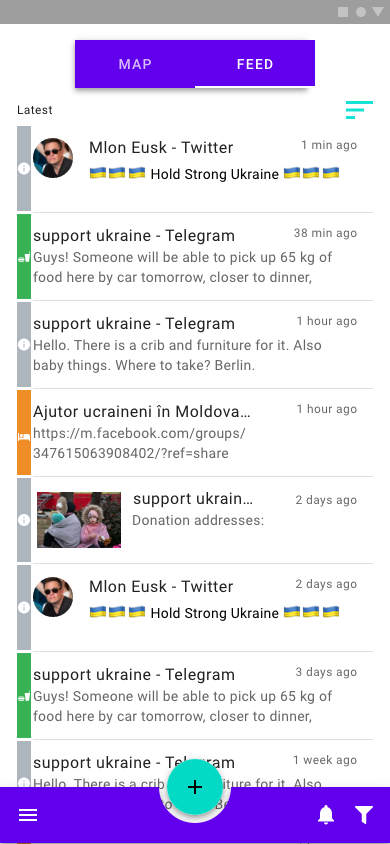 MAP FEED
Latest
Mlon Eusk - Twitter 1 min ago
🇺🇦🇺🇦🇺🇦 Hold Strong Ukraine 🇺🇦🇺🇦🇺🇦
support ukraine - Telegram 38 min ago
Guys! Someone will be able to pick up 65 kg of
food here by car tomorrow, closer to dinner,
support ukraine - Telegram 1 hour ago
Hello. There is a crib and furniture for it. Also
baby things. Where to take? Berlin.
Ajutor ucraineni în Moldova… 1 hour ago
https://m.facebook.com/groups/
347615063908402/?ref=share
support ukrain… 2 days ago
Donation addresses:
Mlon Eusk - Twitter 2 days ago
🇺🇦🇺🇦🇺🇦 Hold Strong Ukraine 🇺🇦🇺🇦🇺🇦
support ukraine - Telegram 3 days ago
Guys! Someone will be able to pick up 65 kg of
food here by car tomorrow, closer to dinner,
support ukraine - Telegram 1 week ago
Hello. There is a crib furniture for it. Also